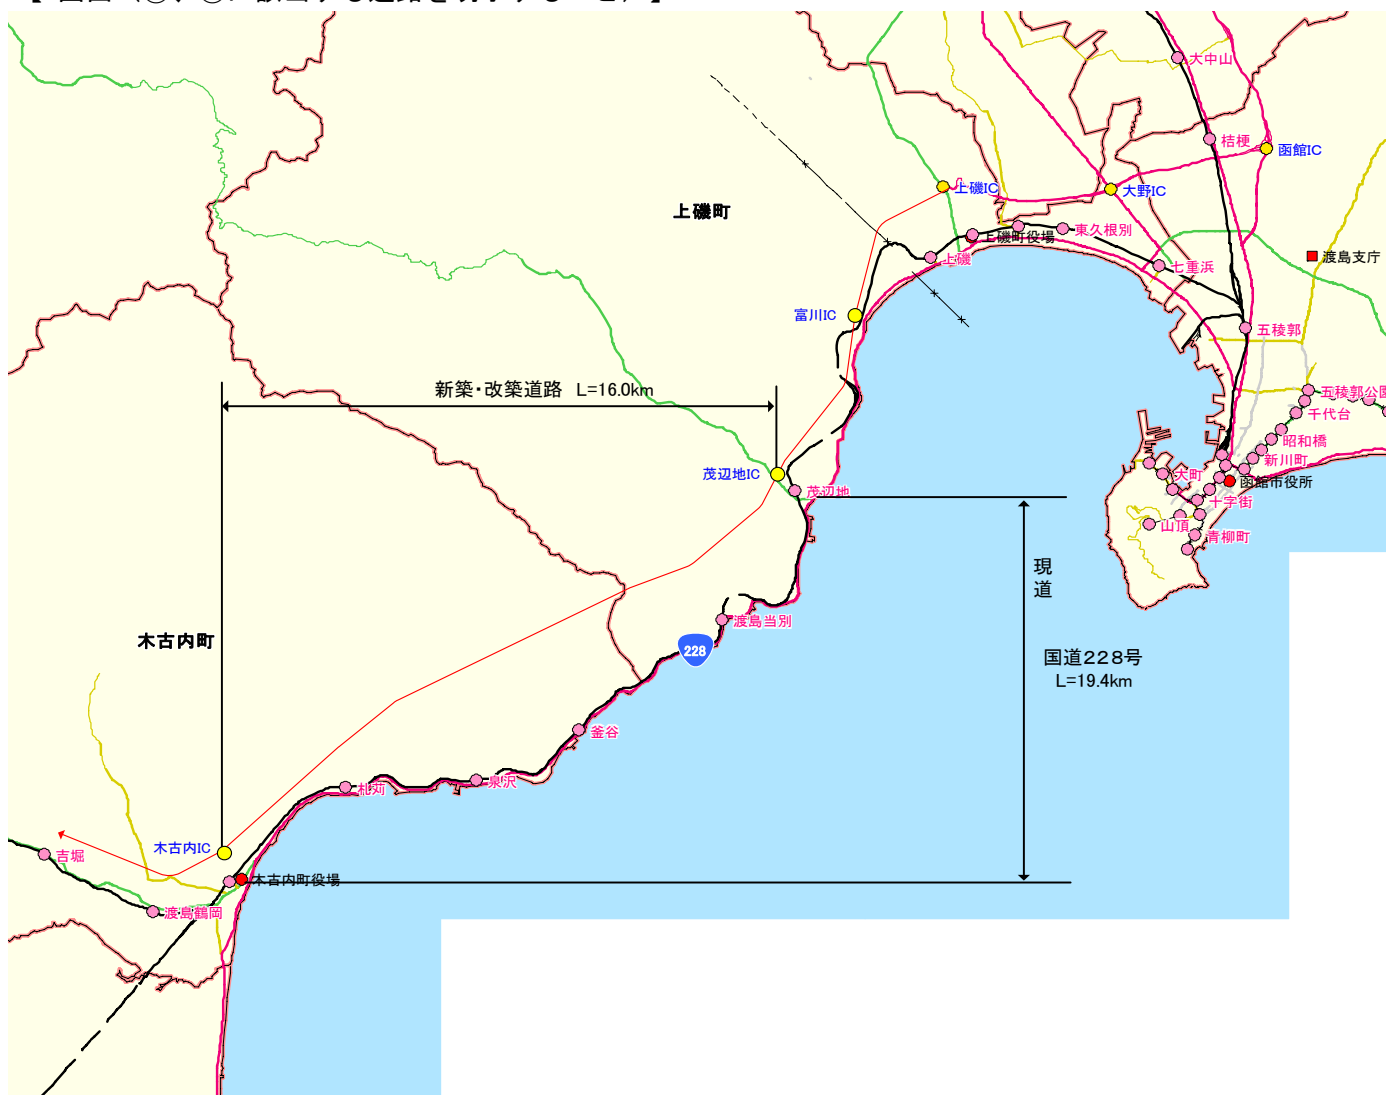 大中山
桔梗
函館IC
上磯IC
大野IC
上磯町
東久根別
上磯町役場
上磯
七重浜
渡島支庁
富川IC
五稜郭
新築・改築道路 L=16.0km
五稜郭公園
千代台
昭和橋
新川町
茂辺地IC
大町
函館市役所
茂辺地
十字街
山頂
青柳町
現道
渡島当別
木古内町
228
国道228号
L=19.4km
釜谷
泉沢
札苅
木古内IC
吉堀
木古内町役場
渡島鶴岡